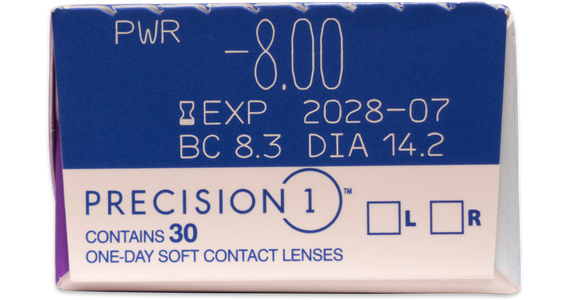 PWR -8.00
EXP 2028-07
BC 8.3 DIA 14.2
PRECISION 1™
L R
CONTAINS 30
ONE-DAY SOFT CONTACT LENSES